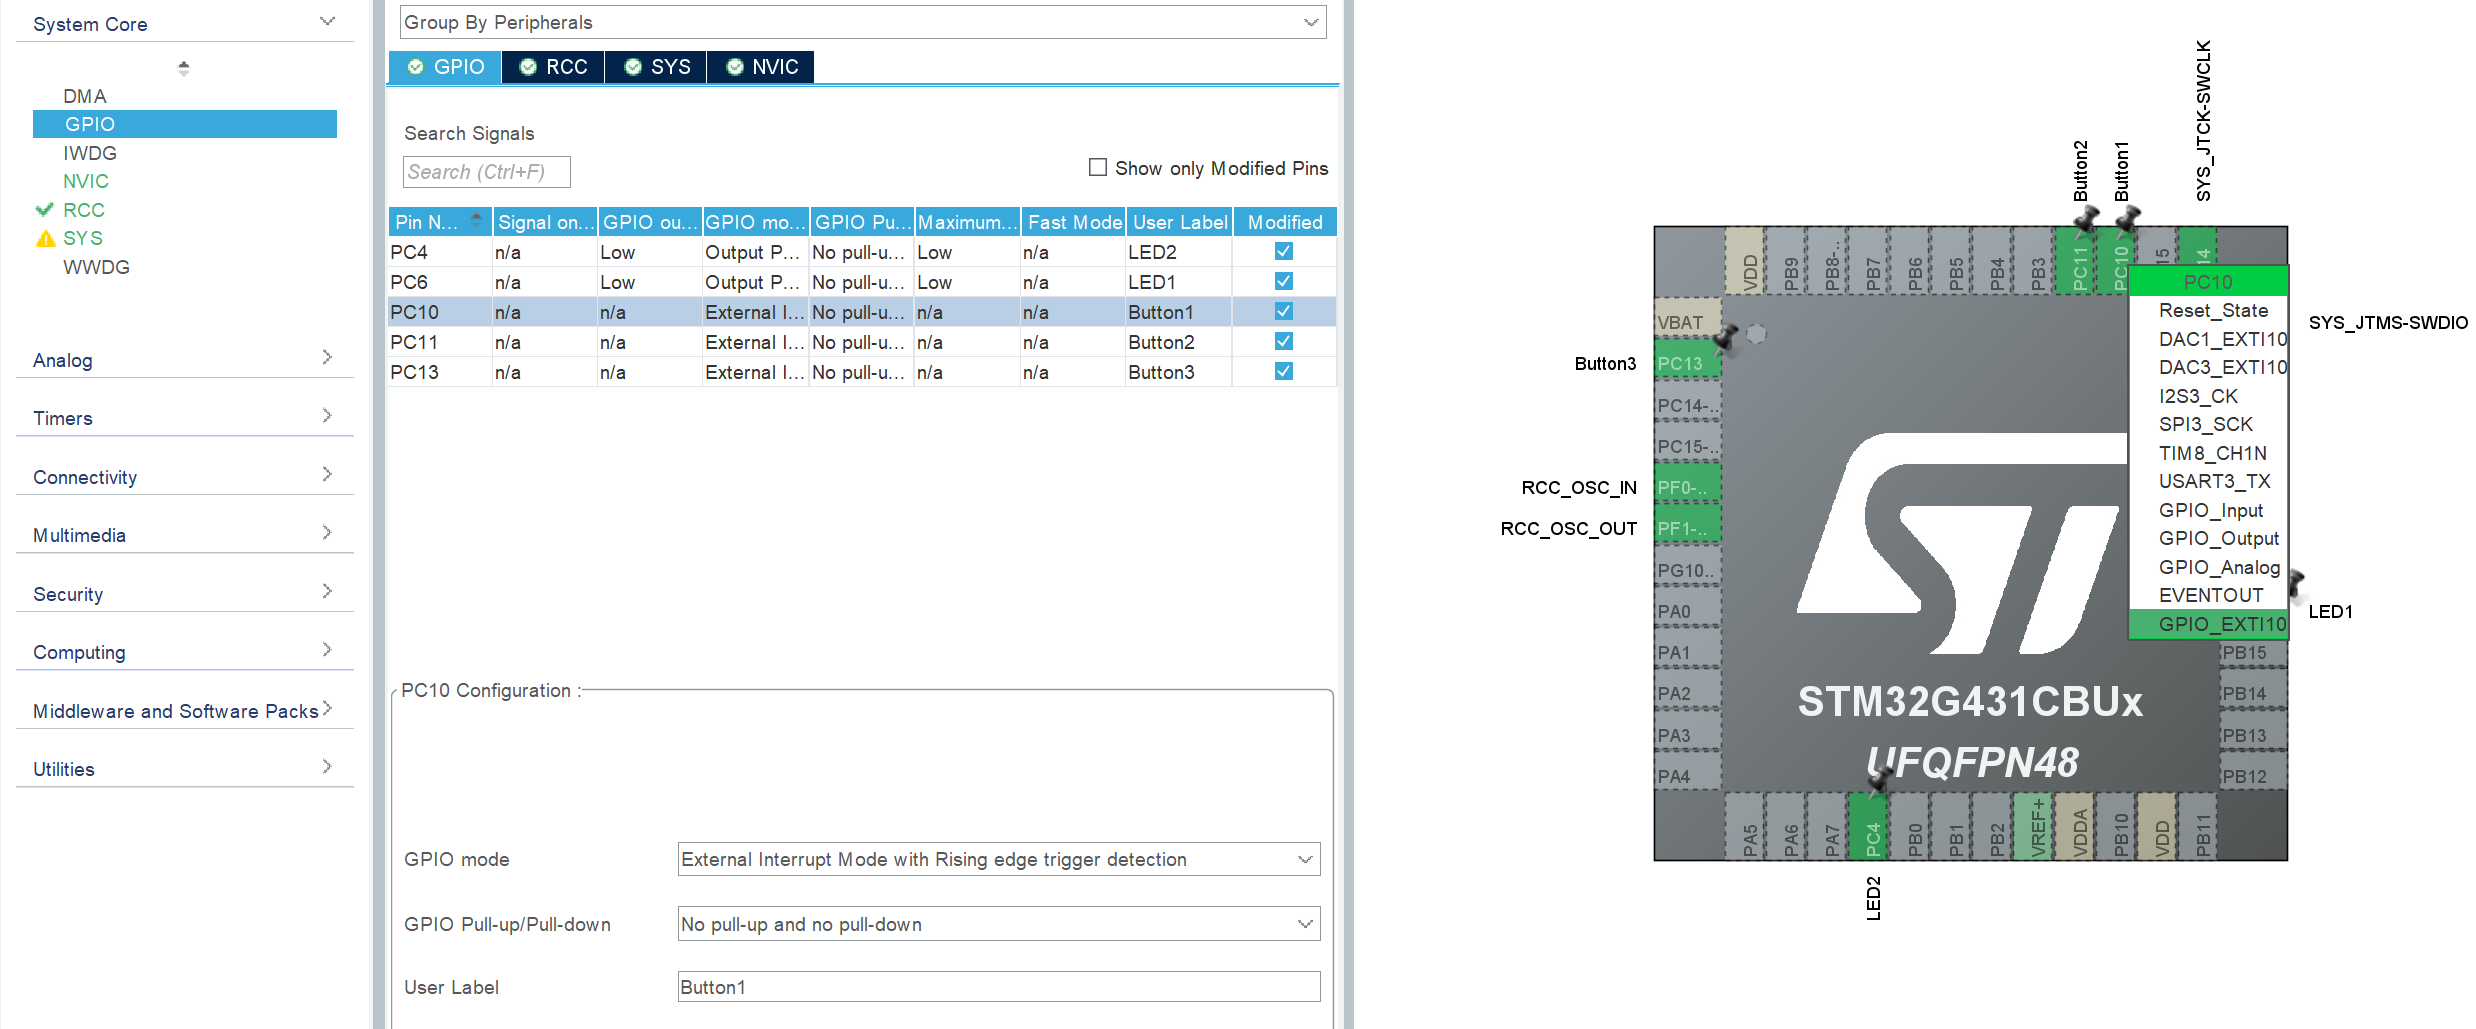 System Core
DMA
GPIO
IWDG
NVIC
RCC
SYS
WWDG
Analog
Timers
Connectivity
Multimedia
Security
Computing
Middleware and Software Packs
Utilities
Group By Peripherals
GPIO RCC SYS NVIC
Search Signals
Search (Ctrl+F)
Show only Modified Pins
Pin N... Signal on... GPIO ou... GPIO mo... GPIO Pu... Maximum... Fast Mode User Label Modified
PC4 n/a Low Output P... No pull-u... Low n/a LED2
PC6 n/a Low Output P... No pull-u... Low n/a LED1
PC10 n/a n/a External I... No pull-u... n/a n/a Button1
PC11 n/a n/a External I... No pull-u... n/a n/a Button2
PC13 n/a n/a External I... No pull-u... n/a n/a Button3
PC10 Configuration :
GPIO mode External Interrupt Mode with Rising edge trigger detection
GPIO Pull-up/Pull-down No pull-up and no pull-down
User Label Button1
Button2
Button1
SYS_JTCK-SWCLK
VDD
PB9
PB8-..
PB7
PB6
PB5
PB4
PB3
PC11
PC10
15
14
PC10
Reset_State
DAC1_EXTI10
DAC3_EXTI10
I2S3_CK
SPI3_SCK
TIM8_CH1N
USART3_TX
GPIO_Input
GPIO_Output
GPIO_Analog
EVENTOUT
GPIO_EXTI10
VBAT
Button3 PC13
PC14-..
PC15-..
RCC_OSC_IN PF0-..
RCC_OSC_OUT PF1-..
PG10..
PA0
PA1
PA2
PA3
PA4
SYS_JTMS-SWDIO
LED1
PB15
PB14
PB13
PB12
ST
STM32G431CBUx
UFQFPN48
PA5
PA6
PA7
PC4
PB0
PB1
PB2
VREF+
VDDA
PB10
VDD
PB11
LED2